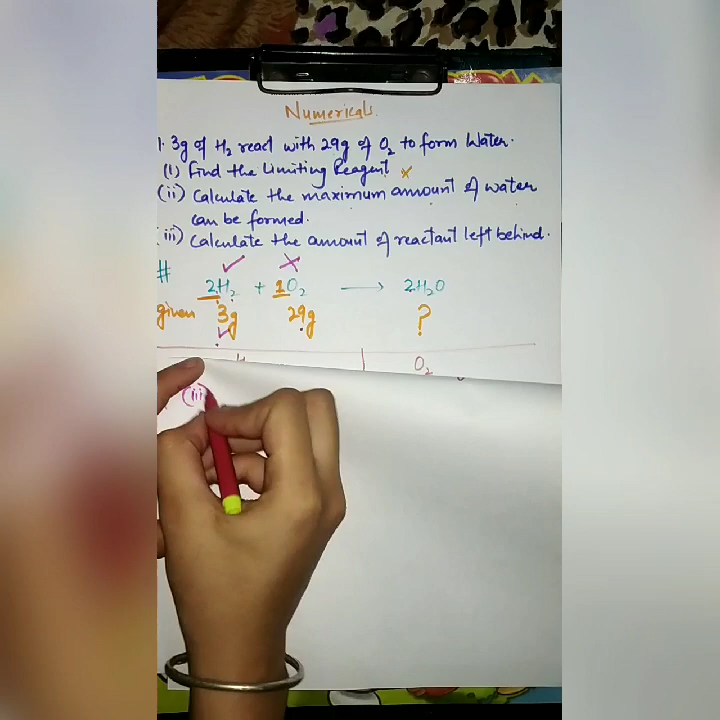 Numericals.
1. 3g of H₂ react with 29g of O₂ to form Water.
(i) Find the Limiting Reagent ×
(ii) Calculate the maximum amount of water
can be formed.
(iii) Calculate the amount of reactant left behind.
✓ ×
# 2H₂ + 1O₂ → 2H₂O
given 3g 29g ?
✓
O₂
(ii)